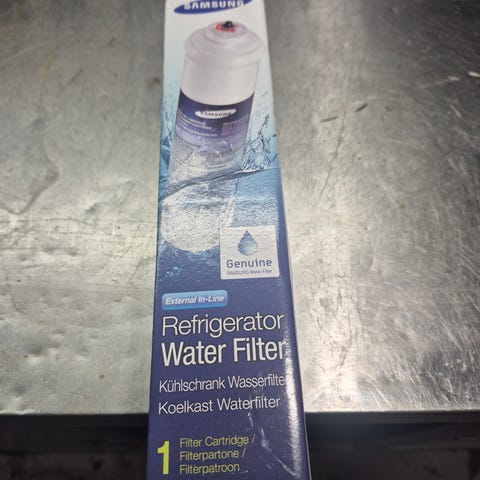 SAMSUNG
SAMSUNG
Genuine
SAMSUNG Water Filter
External In-Line
Refrigerator
Water Filter
Kühlschrank Wasserfilter
Koelkast Waterfilter
1 Filter Cartridge /
Filterpartone /
Filterpatroon